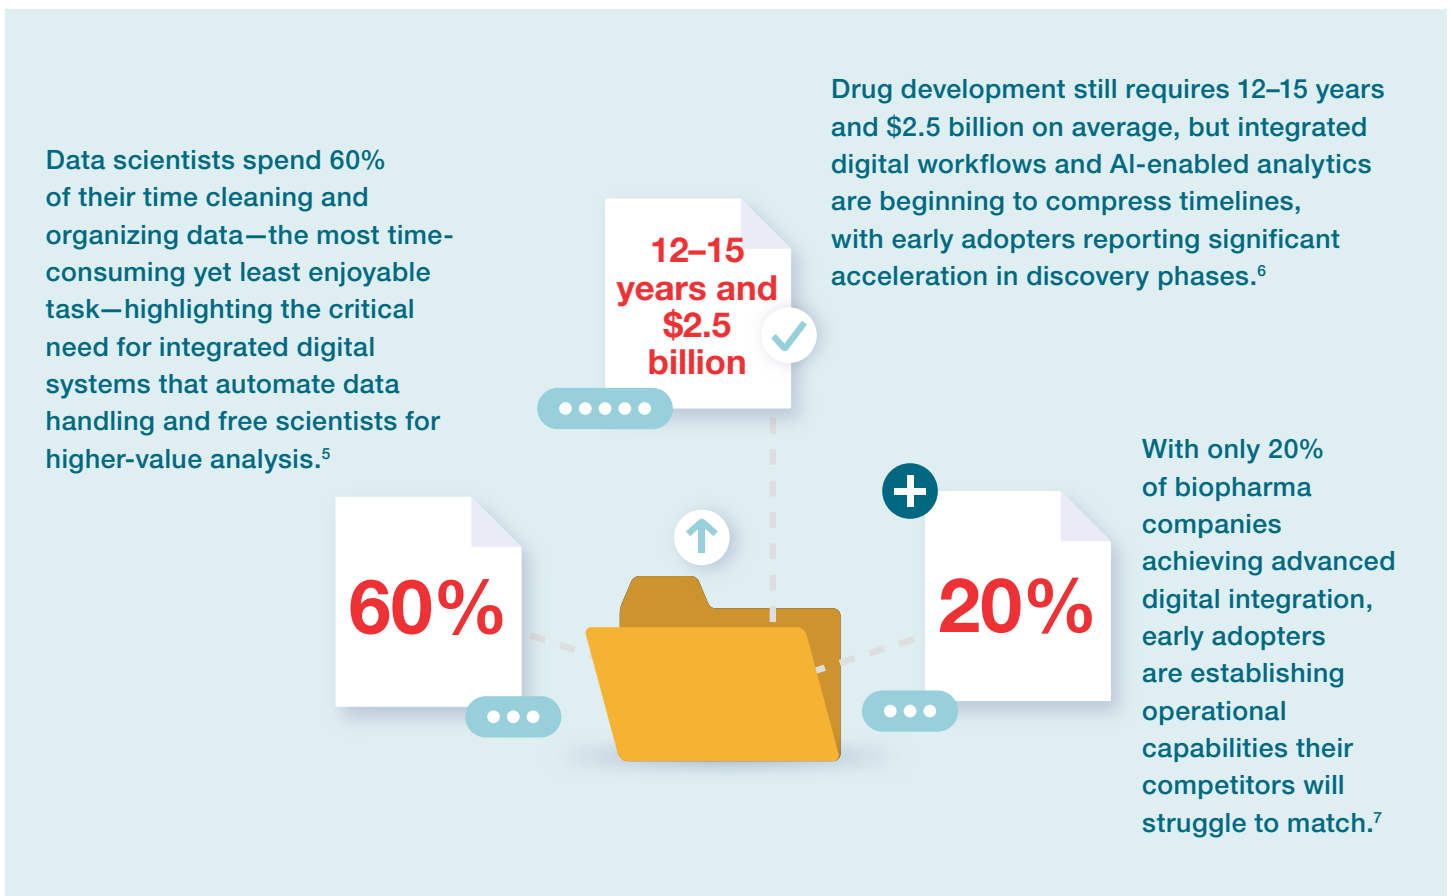 Data scientists spend 60%
of their time cleaning and
organizing data—the most time-
consuming yet least enjoyable
task—highlighting the critical
need for integrated digital
systems that automate data
handling and free scientists for
higher-value analysis.5
60%
12–15
years and
$2.5
billion
Drug development still requires 12–15 years
and $2.5 billion on average, but integrated
digital workflows and AI-enabled analytics
are beginning to compress timelines,
with early adopters reporting significant
acceleration in discovery phases.6
20%
With only 20%
of biopharma
companies
achieving advanced
digital integration,
early adopters
are establishing
operational
capabilities their
competitors will
struggle to match.7